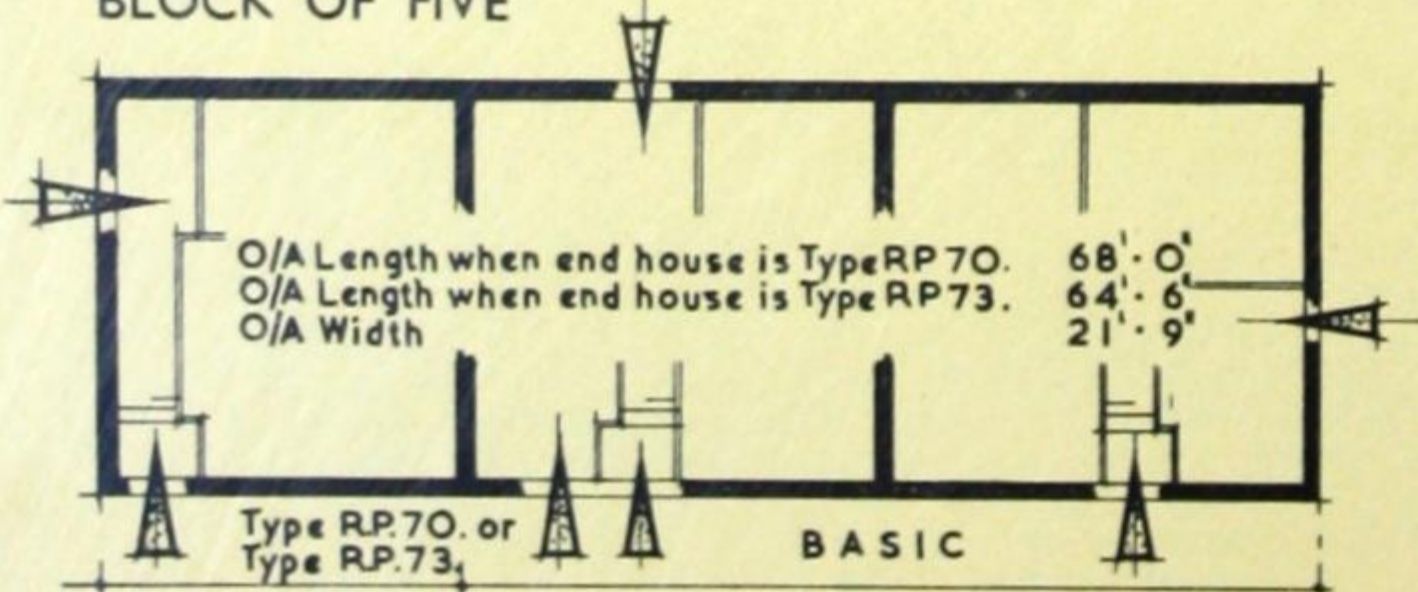 BLOCK OF FIVE
O/A Length when end house is Type RP 70. 68'·0"
O/A Length when end house is Type RP 73. 64'·6"
O/A Width 21'·9"
Type R.P.70. or
Type R.P.73.
BASIC